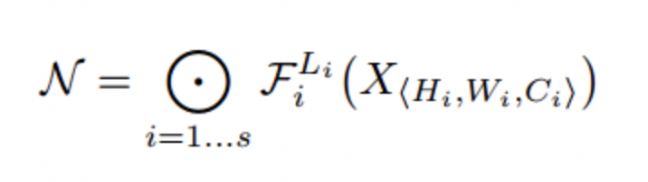 𝒩 = ⨀_{i=1...s} ℱ_i^{L_i}(X_{⟨H_i,W_i,C_i⟩})